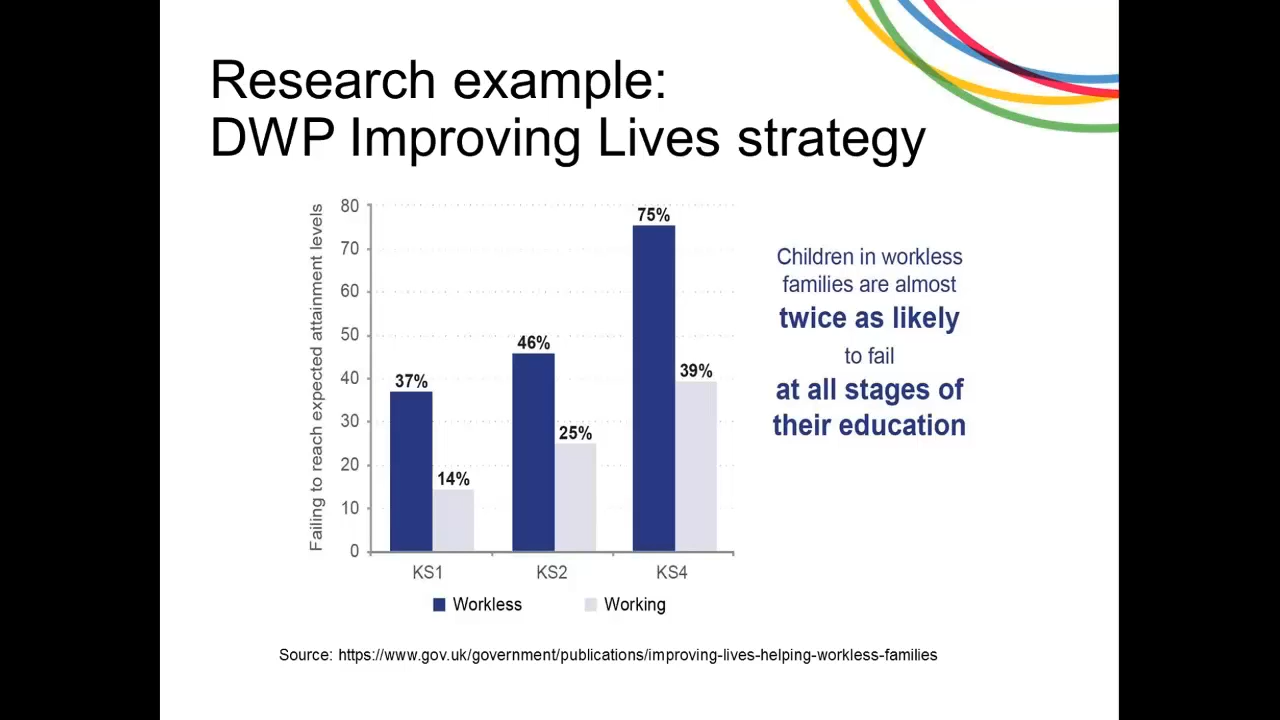 Research example:
DWP Improving Lives strategy
Failing to reach expected attainment levels
80
70
60
50
40
30
20
10
0
37%
14%
46%
25%
75%
39%
KS1
KS2
KS4
Workless
Working
Children in workless
families are almost
twice as likely
to fail
at all stages of
their education
Source: https://www.gov.uk/government/publications/improving-lives-helping-workless-families